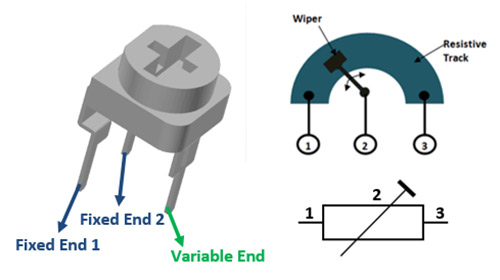 Fixed End 1
Fixed End 2
Variable End
Wiper
Resistive
Track
1
2
3
1
2
3